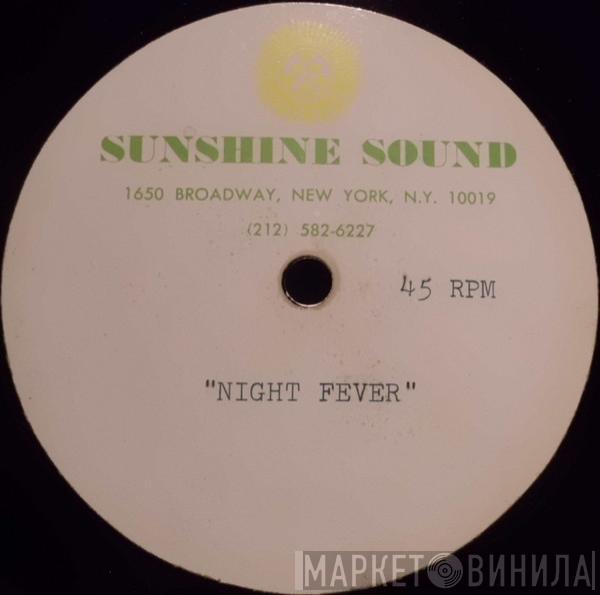 SUNSHINE SOUND
1650 BROADWAY, NEW YORK, N.Y. 10019
(212) 582-6227
45 RPM
"NIGHT FEVER"
МАРКЕТ ВИНИЛА